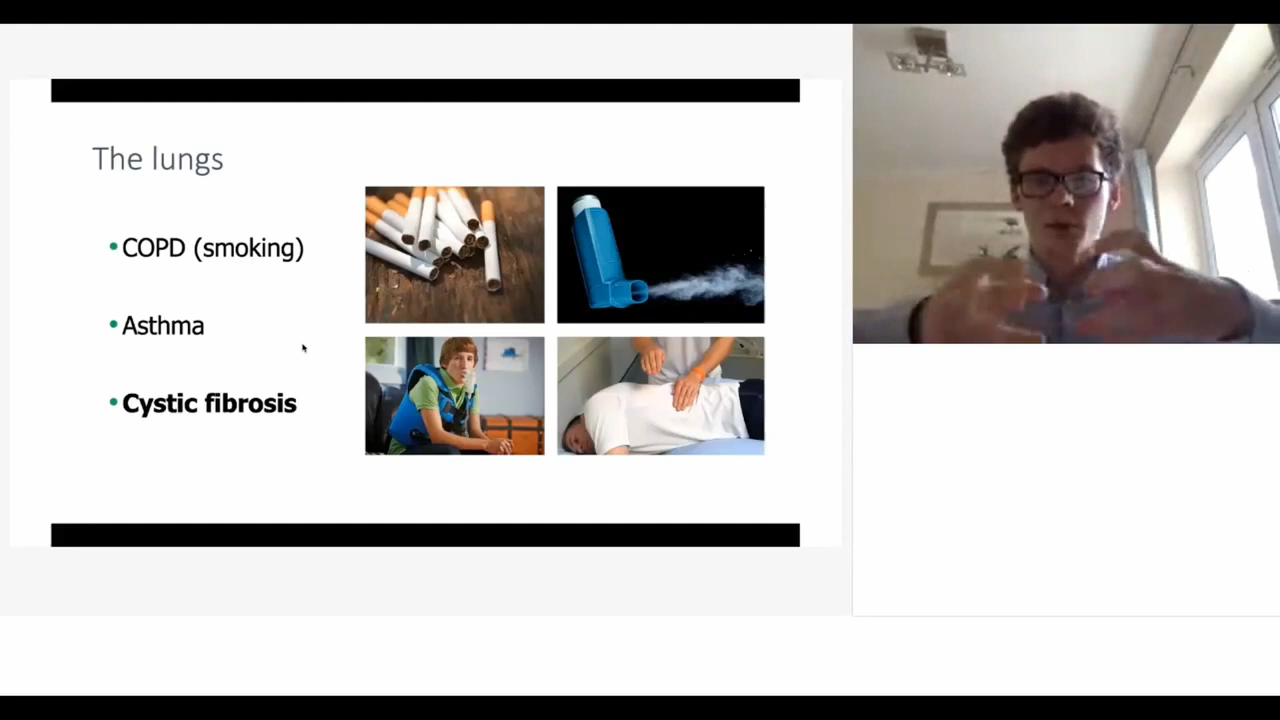 The lungs
• COPD (smoking)
• Asthma
• Cystic fibrosis